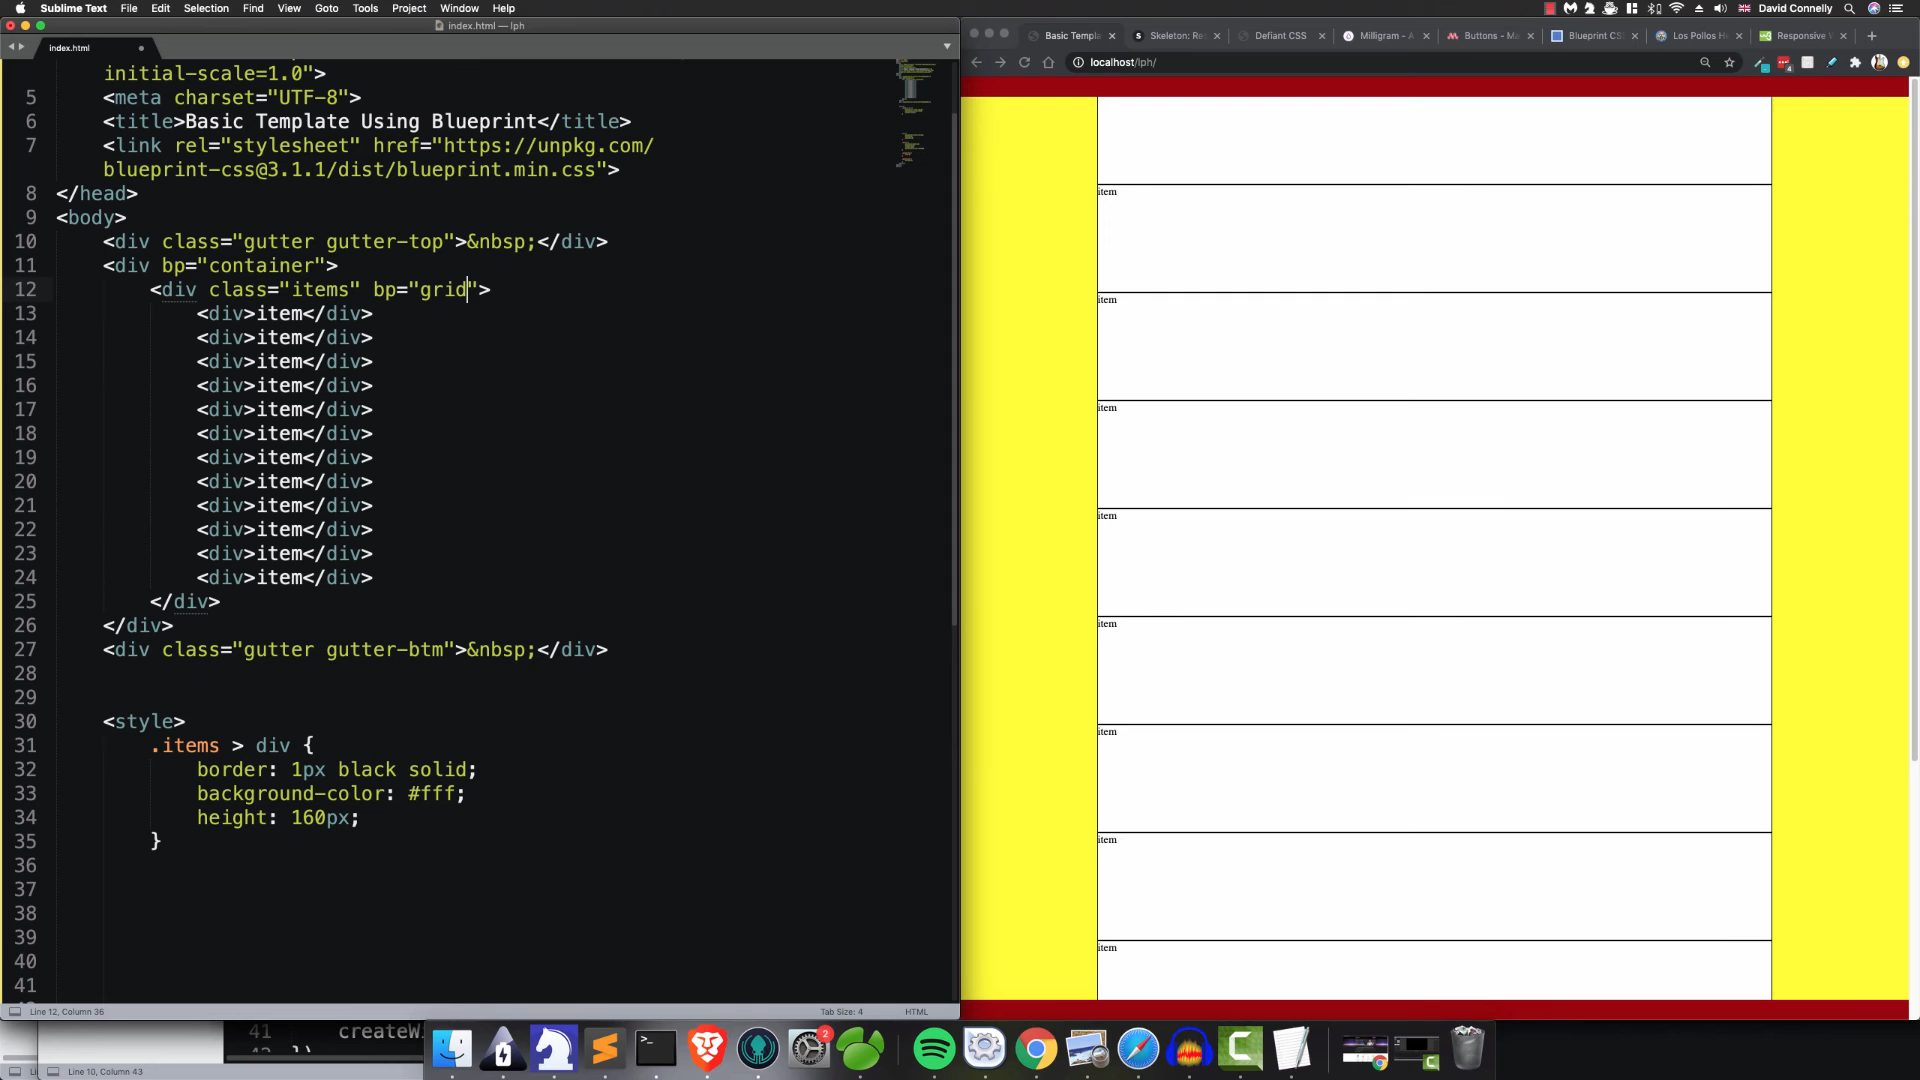 Sublime Text File Edit Selection Find View Goto Tools Project Window Help David Connelly
index.html — lph
index.html
initial-scale=1.0">
5 <meta charset="UTF-8">
6 <title>Basic Template Using Blueprint</title>
7 <link rel="stylesheet" href="https://unpkg.com/
blueprint-css@3.1.1/dist/blueprint.min.css">
8 </head>
9 <body>
10 <div class="gutter gutter-top">&nbsp;</div>
11 <div bp="container">
12 <div class="items" bp="grid">
13 <div>item</div>
14 <div>item</div>
15 <div>item</div>
16 <div>item</div>
17 <div>item</div>
18 <div>item</div>
19 <div>item</div>
20 <div>item</div>
21 <div>item</div>
22 <div>item</div>
23 <div>item</div>
24 <div>item</div>
25 </div>
26 </div>
27 <div class="gutter gutter-btm">&nbsp;</div>
28
29
30 <style>
31 .items > div {
32 border: 1px black solid;
33 background-color: #fff;
34 height: 160px;
35 }
36
37
38
39
40
41
Line 12, Column 36 Tab Size: 4 HTML
41 createW
Line 10, Column 43
Basic Templa Skeleton: Re Defiant CSS Milligram - A Buttons - Ma Blueprint CS Los Pollos He Responsive W
localhost/lph/
item
item
item
item
item
item
item
item
2